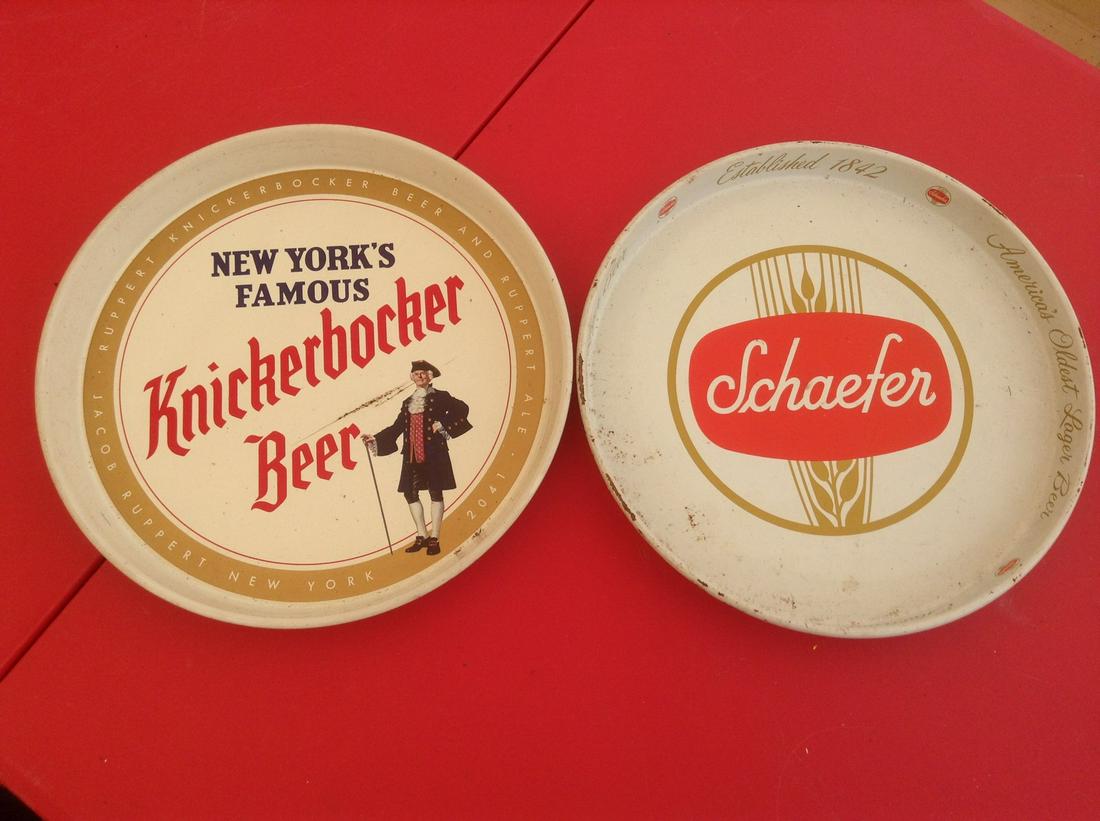 NEW YORK'S
FAMOUS
Knickerbocker
Beer
RUPPERT KNICKERBOCKER BEER AND RUPPERT ALE · 2041 · JACOB RUPPERT NEW YORK
Established 1842
America's Oldest Lager Beer
Schaefer